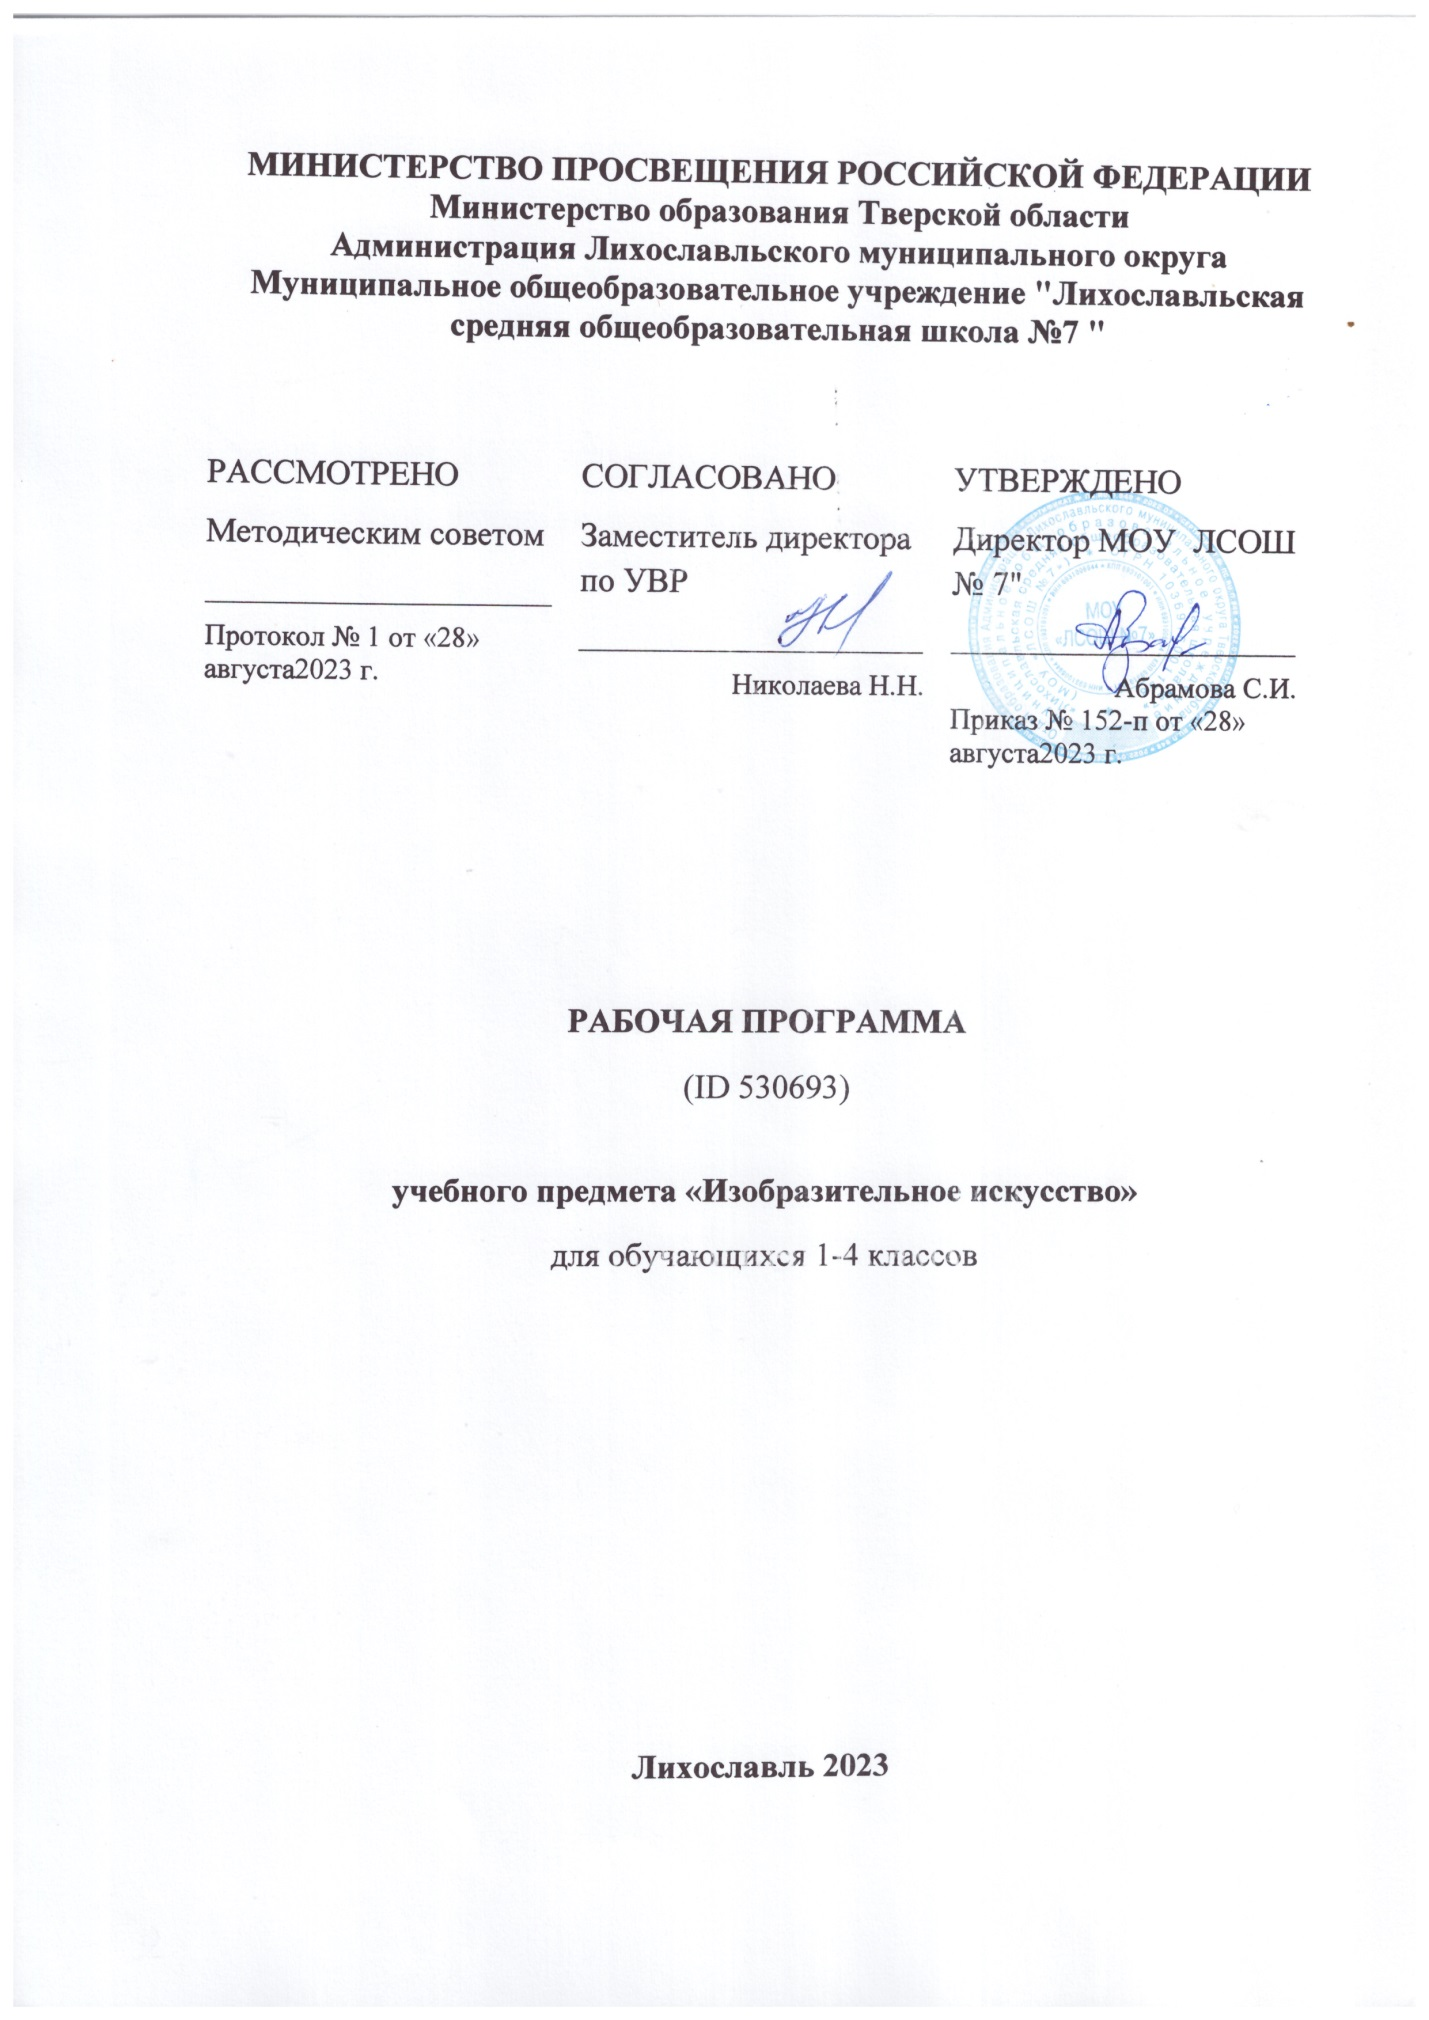 МИНИСТЕРСТВО ПРОСВЕЩЕНИЯ РОССИЙСКОЙ ФЕДЕРАЦИИ
Министерство образования Тверской области
Администрация Лихославльского муниципального округа
Муниципальное общеобразовательное учреждение "Лихославльская
средняя общеобразовательная школа №7 "
РАССМОТРЕНО
Методическим советом
Протокол № 1 от «28»
августа2023 г.
СОГЛАСОВАНО
Заместитель директора
по УВР
Николаева Н.Н.
УТВЕРЖДЕНО
Директор МОУ ЛСОШ
№ 7"
МОУ
«ЛСОШ №7»
Абрамова С.И.
Приказ № 152-п от «28»
августа2023 г.
РАБОЧАЯ ПРОГРАММА
(ID 530693)
учебного предмета «Изобразительное искусство»
для обучающихся 1-4 классов
Лихославль 2023